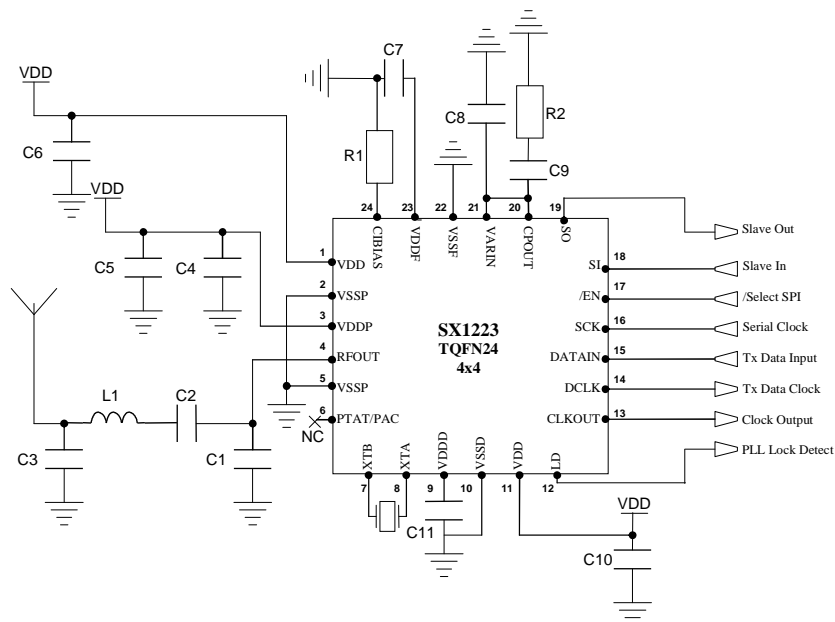 C7
VDD
C8
R2
C6
R1
C9
VDD
24
23
22
21
20
19
CIBIAS
VDDF
VSSF
VARIN
CPOUT
SO
Slave Out
C5
C4
1
VDD
SI
18
Slave In
2
VSSP
/EN
17
/Select SPI
3
VDDP
SX1223
SCK
16
Serial Clock
TQFN24
4
RFOUT
4x4
DATAIN
15
Tx Data Input
5
VSSP
DCLK
14
Tx Data Clock
L1
C2
6
PTAT/PAC
CLKOUT
13
Clock Output
NC
C3
C1
XTB
XTA
VDDD
VSSD
VDD
LD
PLL Lock Detect
7
8
9
10
11
12
VDD
C11
C10